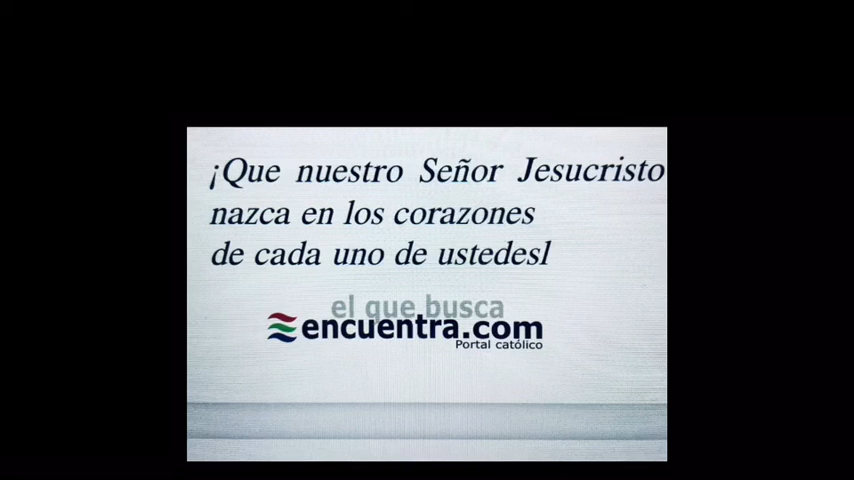 ¡Que nuestro Señor Jesucristo
nazca en los corazones
de cada uno de ustedesl
el que busca
encuentra.com
Portal católico